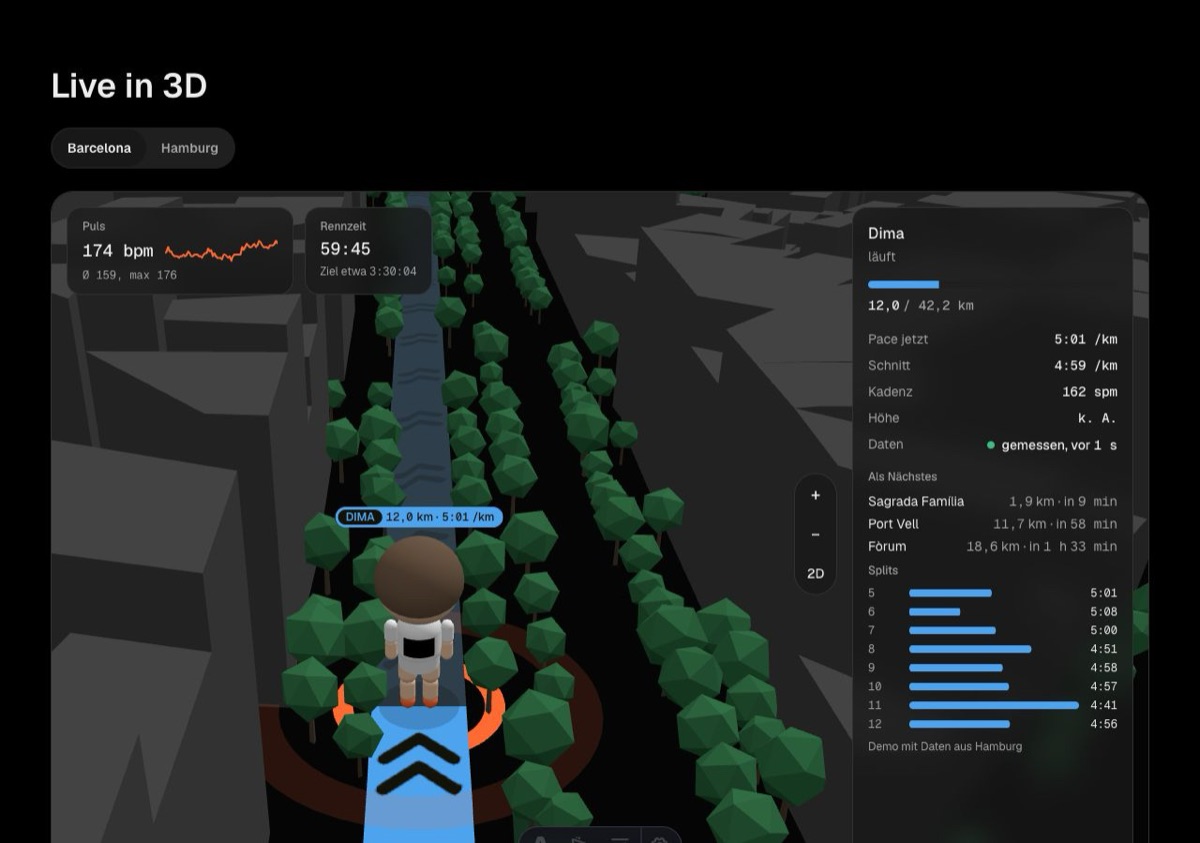 Live in 3D
Barcelona
Hamburg
Puls
174 bpm
Ø 159, max 176
Rennzeit
59:45
Ziel etwa 3:30:04
DIMA 12,0 km · 5:01 /km
+
−
2D
Dima
läuft
12,0 / 42,2 km
Pace jetzt 5:01 /km
Schnitt 4:59 /km
Kadenz 162 spm
Höhe k. A.
Daten gemessen, vor 1 s
Als Nächstes
Sagrada Família 1,9 km · in 9 min
Port Vell 11,7 km · in 58 min
Fòrum 18,6 km · in 1 h 33 min
Splits
5 5:01
6 5:08
7 5:00
8 4:51
9 4:58
10 4:57
11 4:41
12 4:56
Demo mit Daten aus Hamburg